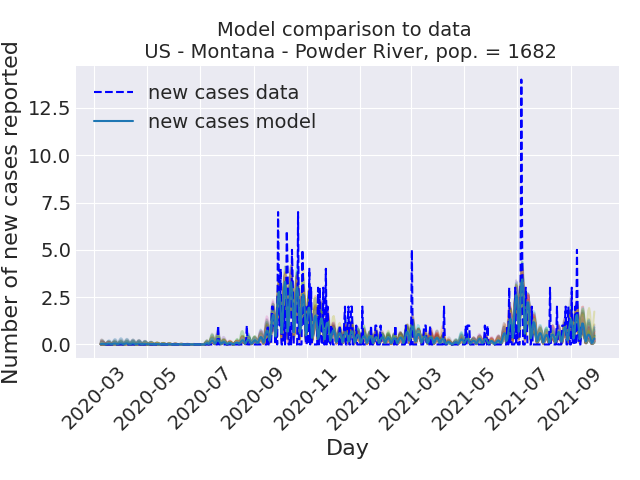 Model comparison to data
US - Montana - Powder River, pop. = 1682
Number of new cases reported
12.5
10.0
7.5
5.0
2.5
0.0
new cases data
new cases model
2020-03
2020-05
2020-07
2020-09
2020-11
2021-01
2021-03
2021-05
2021-07
2021-09
Day